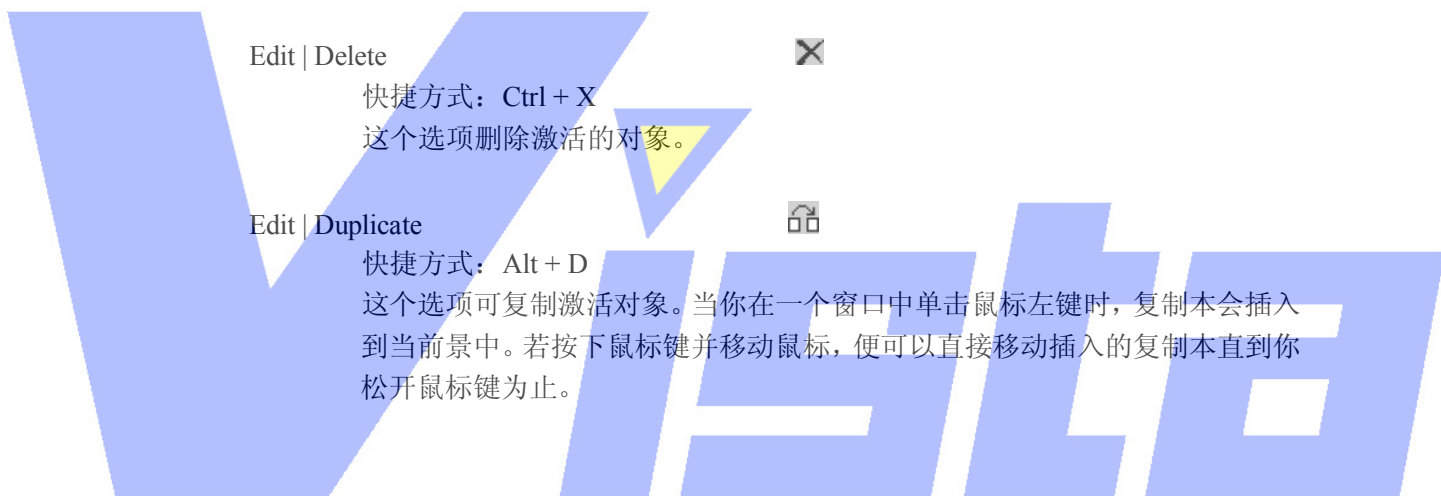 Edit | Delete
快捷方式：Ctrl + X
这个选项删除激活的对象。
Edit | Duplicate
快捷方式：Alt + D
这个选项可复制激活对象。当你在一个窗口中单击鼠标左键时，复制本会插入
到当前景中。若按下鼠标键并移动鼠标，便可以直接移动插入的复制本直到你
松开鼠标键为止。
Vista